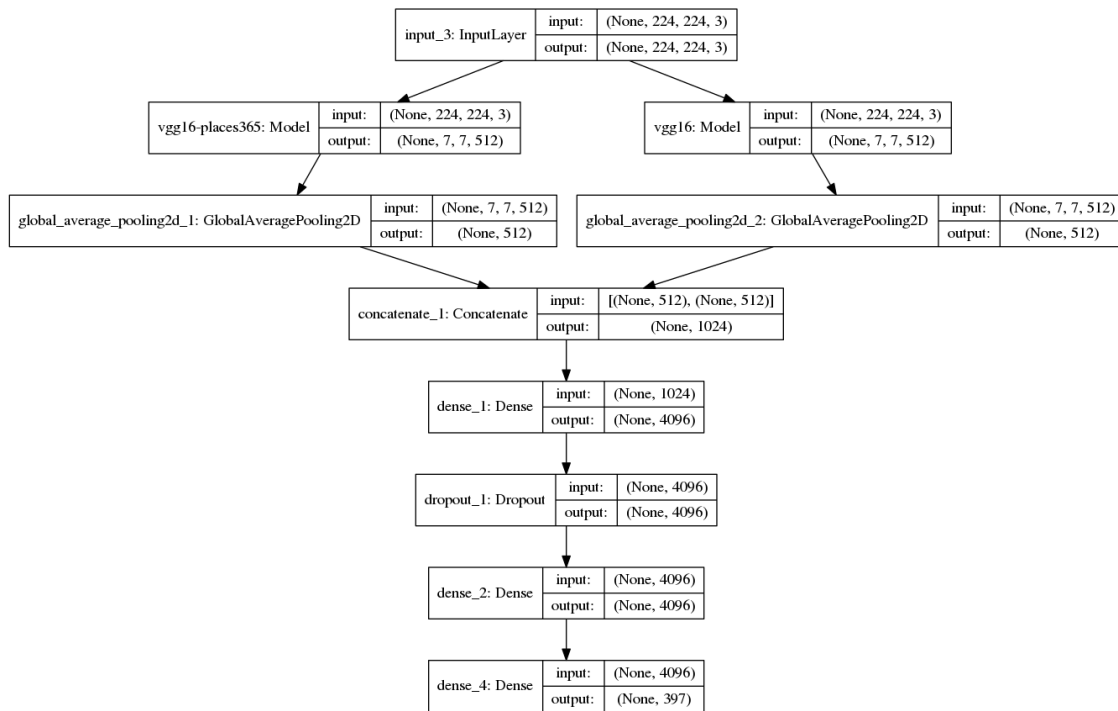 input_3: InputLayer
input: (None, 224, 224, 3)
output: (None, 224, 224, 3)
vgg16-places365: Model
input: (None, 224, 224, 3)
output: (None, 7, 7, 512)
vgg16: Model
input: (None, 224, 224, 3)
output: (None, 7, 7, 512)
global_average_pooling2d_1: GlobalAveragePooling2D
input: (None, 7, 7, 512)
output: (None, 512)
global_average_pooling2d_2: GlobalAveragePooling2D
input: (None, 7, 7, 512)
output: (None, 512)
concatenate_1: Concatenate
input: [(None, 512), (None, 512)]
output: (None, 1024)
dense_1: Dense
input: (None, 1024)
output: (None, 4096)
dropout_1: Dropout
input: (None, 4096)
output: (None, 4096)
dense_2: Dense
input: (None, 4096)
output: (None, 4096)
dense_4: Dense
input: (None, 4096)
output: (None, 397)